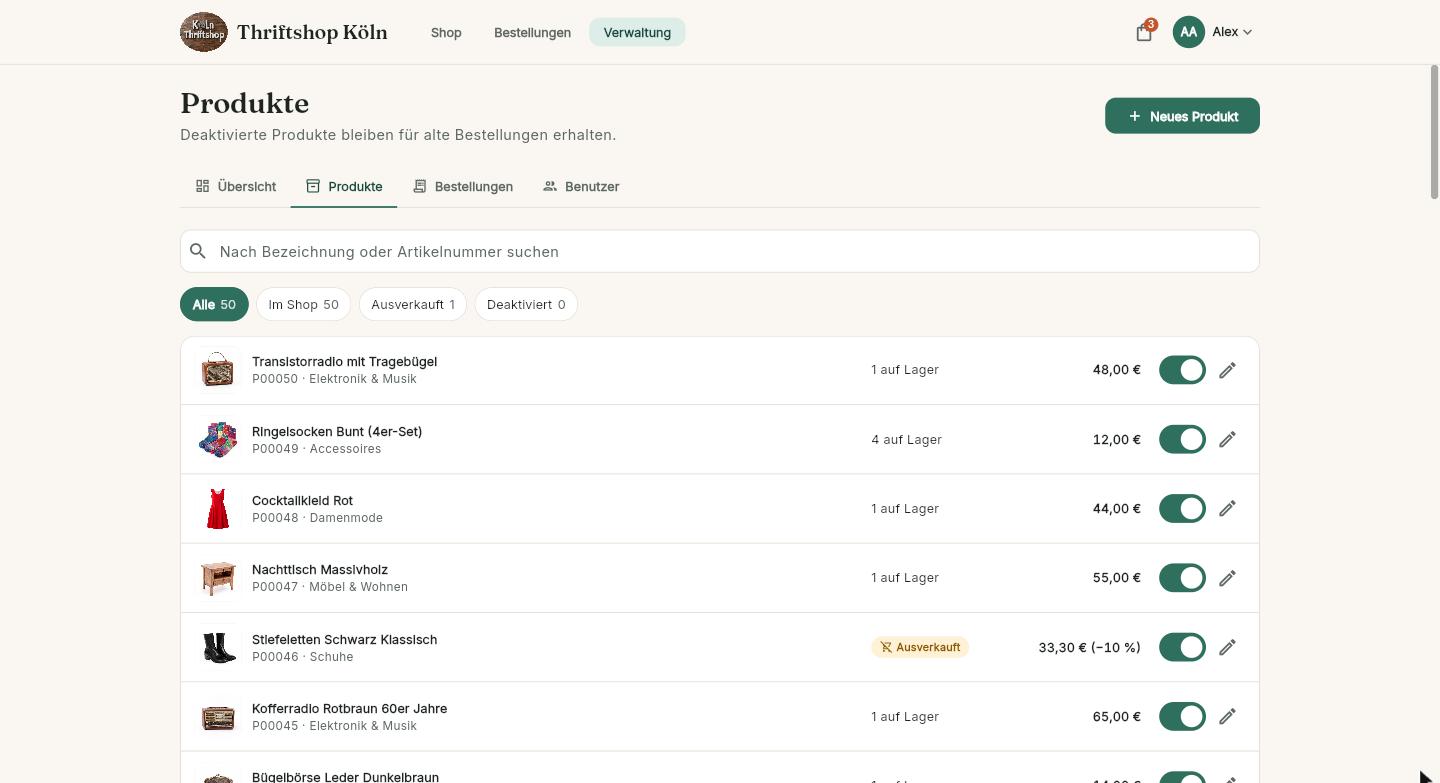 Köln
Thriftshop
Thriftshop Köln
Shop
Bestellungen
Verwaltung
3
AA
Alex
Produkte
Deaktivierte Produkte bleiben für alte Bestellungen erhalten.
Neues Produkt
Übersicht
Produkte
Bestellungen
Benutzer
Nach Bezeichnung oder Artikelnummer suchen
Alle 50
Im Shop 50
Ausverkauft 1
Deaktiviert 0
Transistorradio mit Tragebügel
P00050 · Elektronik & Musik
1 auf Lager
48,00 €
Ringelsocken Bunt (4er-Set)
P00049 · Accessoires
4 auf Lager
12,00 €
Cocktailkleid Rot
P00048 · Damenmode
1 auf Lager
44,00 €
Nachttisch Massivholz
P00047 · Möbel & Wohnen
1 auf Lager
55,00 €
Stiefeletten Schwarz Klassisch
P00046 · Schuhe
Ausverkauft
33,30 € (−10 %)
Kofferradio Rotbraun 60er Jahre
P00045 · Elektronik & Musik
1 auf Lager
65,00 €
Bügelbörse Leder Dunkelbraun